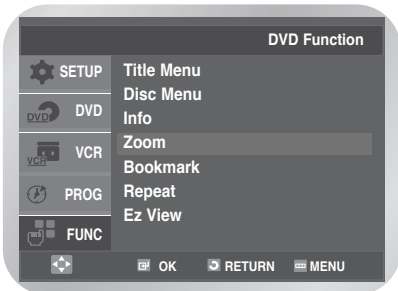 DVD Function
SETUP
DVD
DVD
VCR
VCR
PROG
FUNC
Title Menu
Disc Menu
Info
Zoom
Bookmark
Repeat
Ez View
OK RETURN MENU